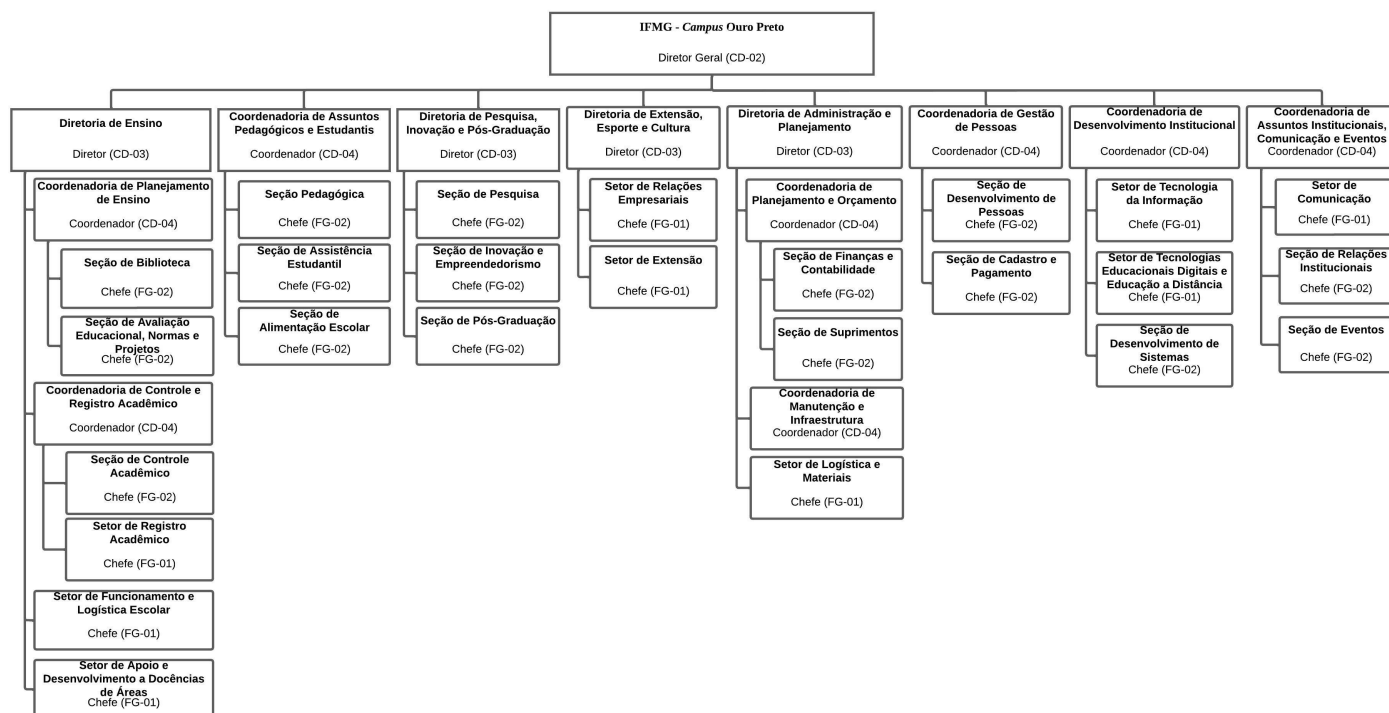 IFMG - Campus Ouro Preto
Diretor Geral (CD-02)
Diretoria de Ensino
Diretor (CD-03)
Coordenadoria de Planejamento
de Ensino
Coordenador (CD-04)
Seção de Biblioteca
Chefe (FG-02)
Seção de Avaliação
Educacional, Normas e
Projetos
Chefe (FG-02)
Coordenadoria de Controle e
Registro Acadêmico
Coordenador (CD-04)
Seção de Controle
Acadêmico
Chefe (FG-02)
Setor de Registro
Acadêmico
Chefe (FG-01)
Setor de Funcionamento e
Logística Escolar
Chefe (FG-01)
Setor de Apoio e
Desenvolvimento a Docências
de Áreas
Chefe (FG-01)
Coordenadoria de Assuntos
Pedagógicos e Estudantis
Coordenador (CD-04)
Seção Pedagógica
Chefe (FG-02)
Seção de Assistência
Estudantil
Chefe (FG-02)
Seção de
Alimentação Escolar
Chefe (FG-02)
Diretoria de Pesquisa,
Inovação e Pós-Graduação
Diretor (CD-03)
Seção de Pesquisa
Chefe (FG-02)
Seção de Inovação e
Empreendedorismo
Chefe (FG-02)
Seção de Pós-Graduação
Chefe (FG-02)
Diretoria de Extensão,
Esporte e Cultura
Diretor (CD-03)
Setor de Relações
Empresariais
Chefe (FG-01)
Setor de Extensão
Chefe (FG-01)
Diretoria de Administração e
Planejamento
Diretor (CD-03)
Coordenadoria de
Planejamento e Orçamento
Coordenador (CD-04)
Seção de Finanças e
Contabilidade
Chefe (FG-02)
Seção de Suprimentos
Chefe (FG-02)
Coordenadoria de
Manutenção e
Infraestrutura
Coordenador (CD-04)
Setor de Logística e
Materiais
Chefe (FG-01)
Coordenadoria de Gestão
de Pessoas
Coordenador (CD-04)
Seção de
Desenvolvimento de
Pessoas
Chefe (FG-02)
Seção de Cadastro e
Pagamento
Chefe (FG-02)
Coordenadoria de
Desenvolvimento Institucional
Coordenador (CD-04)
Setor de Tecnologia
da Informação
Chefe (FG-01)
Setor de Tecnologias
Educacionais Digitais e
Educação a Distância
Chefe (FG-01)
Seção de
Desenvolvimento de
Sistemas
Chefe (FG-02)
Coordenadoria de
Assuntos Institucionais,
Comunicação e Eventos
Coordenador (CD-04)
Setor de
Comunicação
Chefe (FG-01)
Seção de Relações
Institucionais
Chefe (FG-02)
Seção de Eventos
Chefe (FG-02)